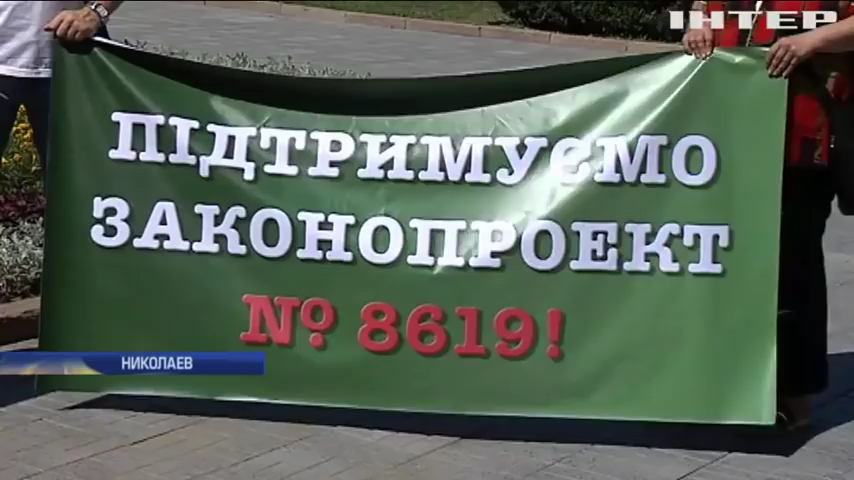 ІНТЕР
ПІДТРИМУЄМО
ЗАКОНОПРОЕКТ
№ 8619!
НИКОЛАЕВ